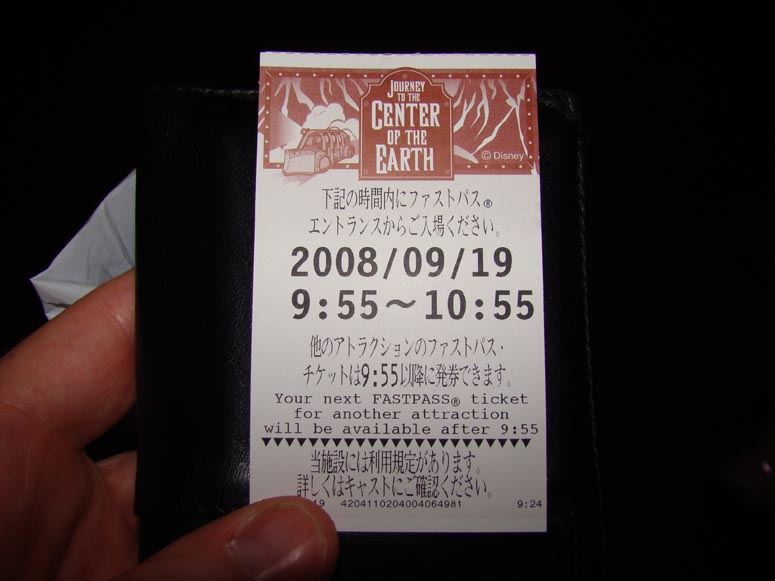 JOURNEY
TO THE
CENTER
OF THE
EARTH
© Disney
下記の時間内にファストパス®
エントランスからご入場ください。
2008/09/19
9:55～10:55
他のアトラクションのファストパス・
チケットは9:55以降に発券できます。
Your next FASTPASS® ticket
for another attraction
will be available after 9:55
当施設には利用規定があります。
詳しくはキャストにご確認ください。
19 4204110204004064981 9:24